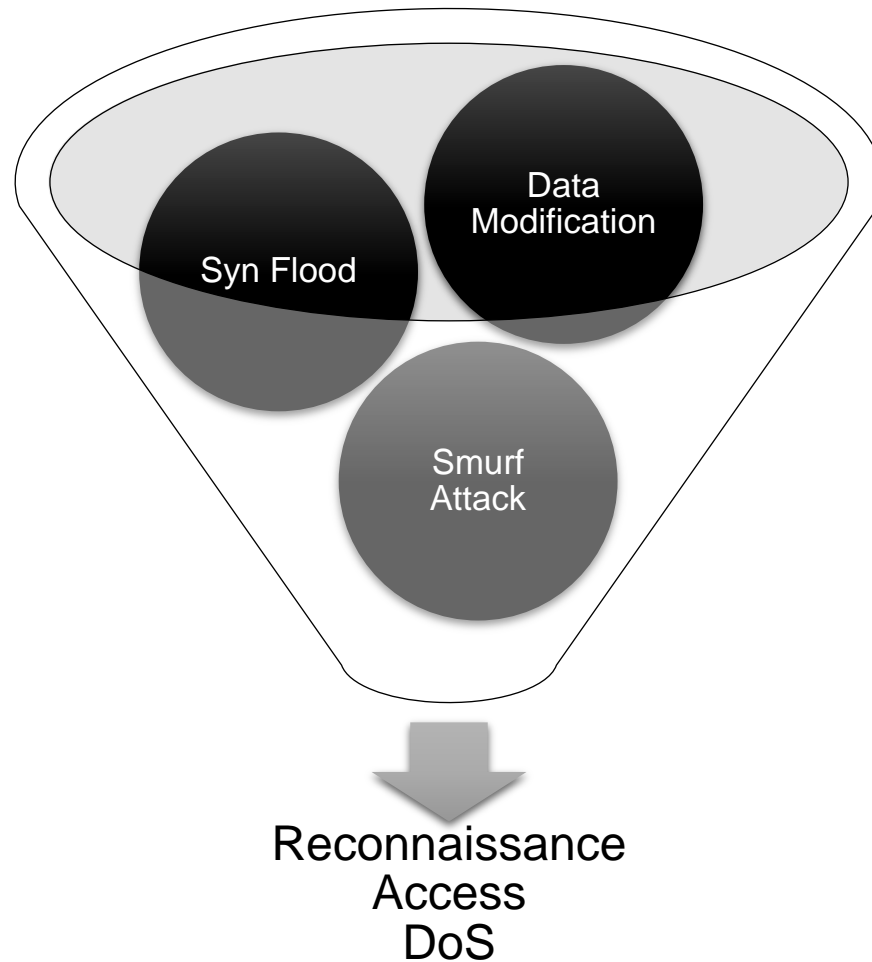 Data
Modification
Syn Flood
Smurf
Attack
Reconnaissance
Access
DoS